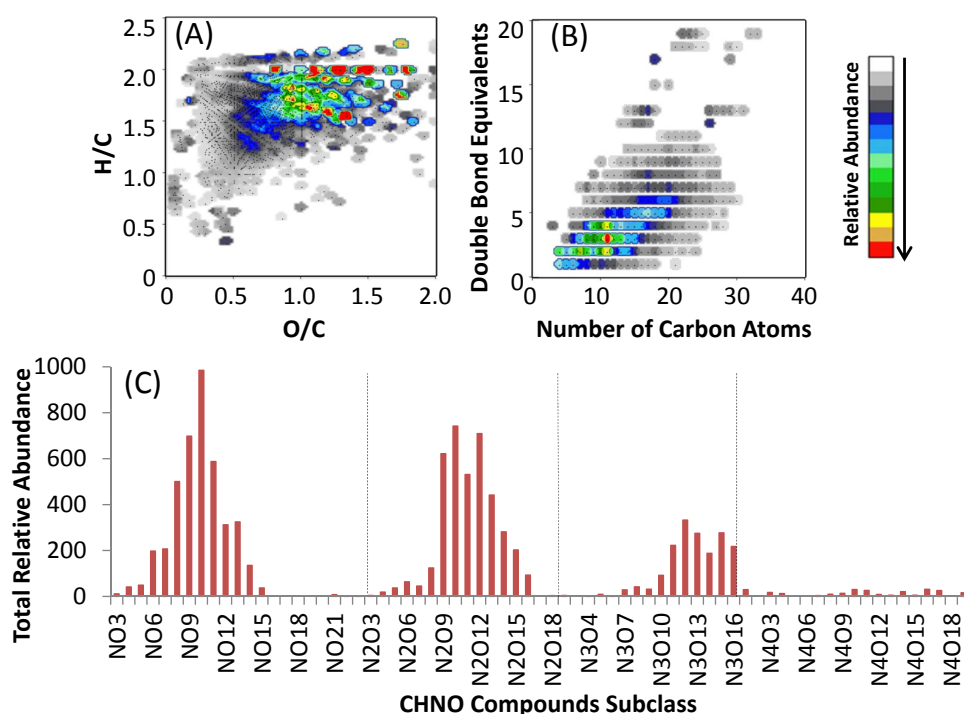 (A)
2.5
2.0
1.5
1.0
0.5
0
H/C
0
0.5
1.0
1.5
2.0
O/C
(B)
20
15
10
5
0
Double Bond Equivalents
0
10
20
30
40
Number of Carbon Atoms
Relative Abundance
(C)
1000
800
600
400
200
0
Total Relative Abundance
NO3
NO6
NO9
NO12
NO15
NO21
N2O3
N2O6
N2O9
N2O12
N2O15
N2O18
N3O4
N3O7
N3O10
N3O13
N3O16
N4O3
N4O6
N4O9
N4O12
N4O15
N4O18
CHNO Compounds Subclass